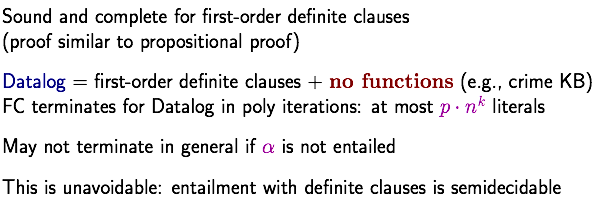 Sound and complete for first-order definite clauses
(proof similar to propositional proof)
Datalog = first-order definite clauses + no functions (e.g., crime KB)
FC terminates for Datalog in poly iterations: at most p · n^k literals
May not terminate in general if α is not entailed
This is unavoidable: entailment with definite clauses is semidecidable